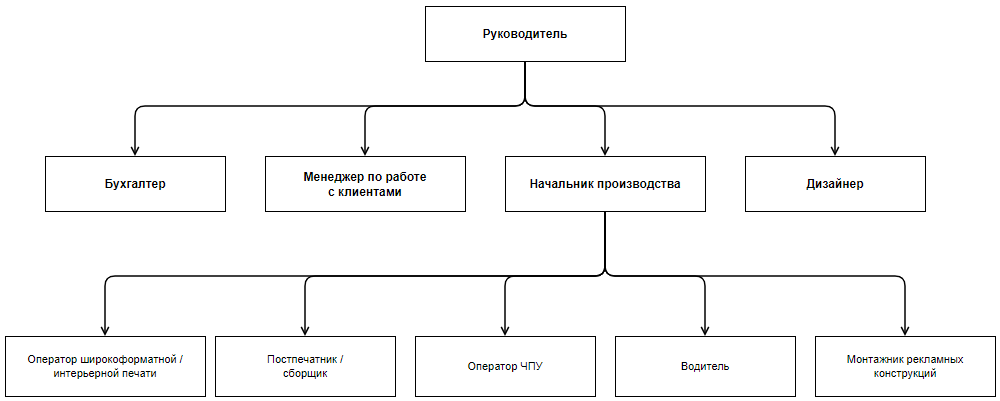 Руководитель
Бухгалтер
Менеджер по работе
с клиентами
Начальник производства
Дизайнер
Оператор широкоформатной /
интерьерной печати
Постпечатник /
сборщик
Оператор ЧПУ
Водитель
Монтажник рекламных
конструкций